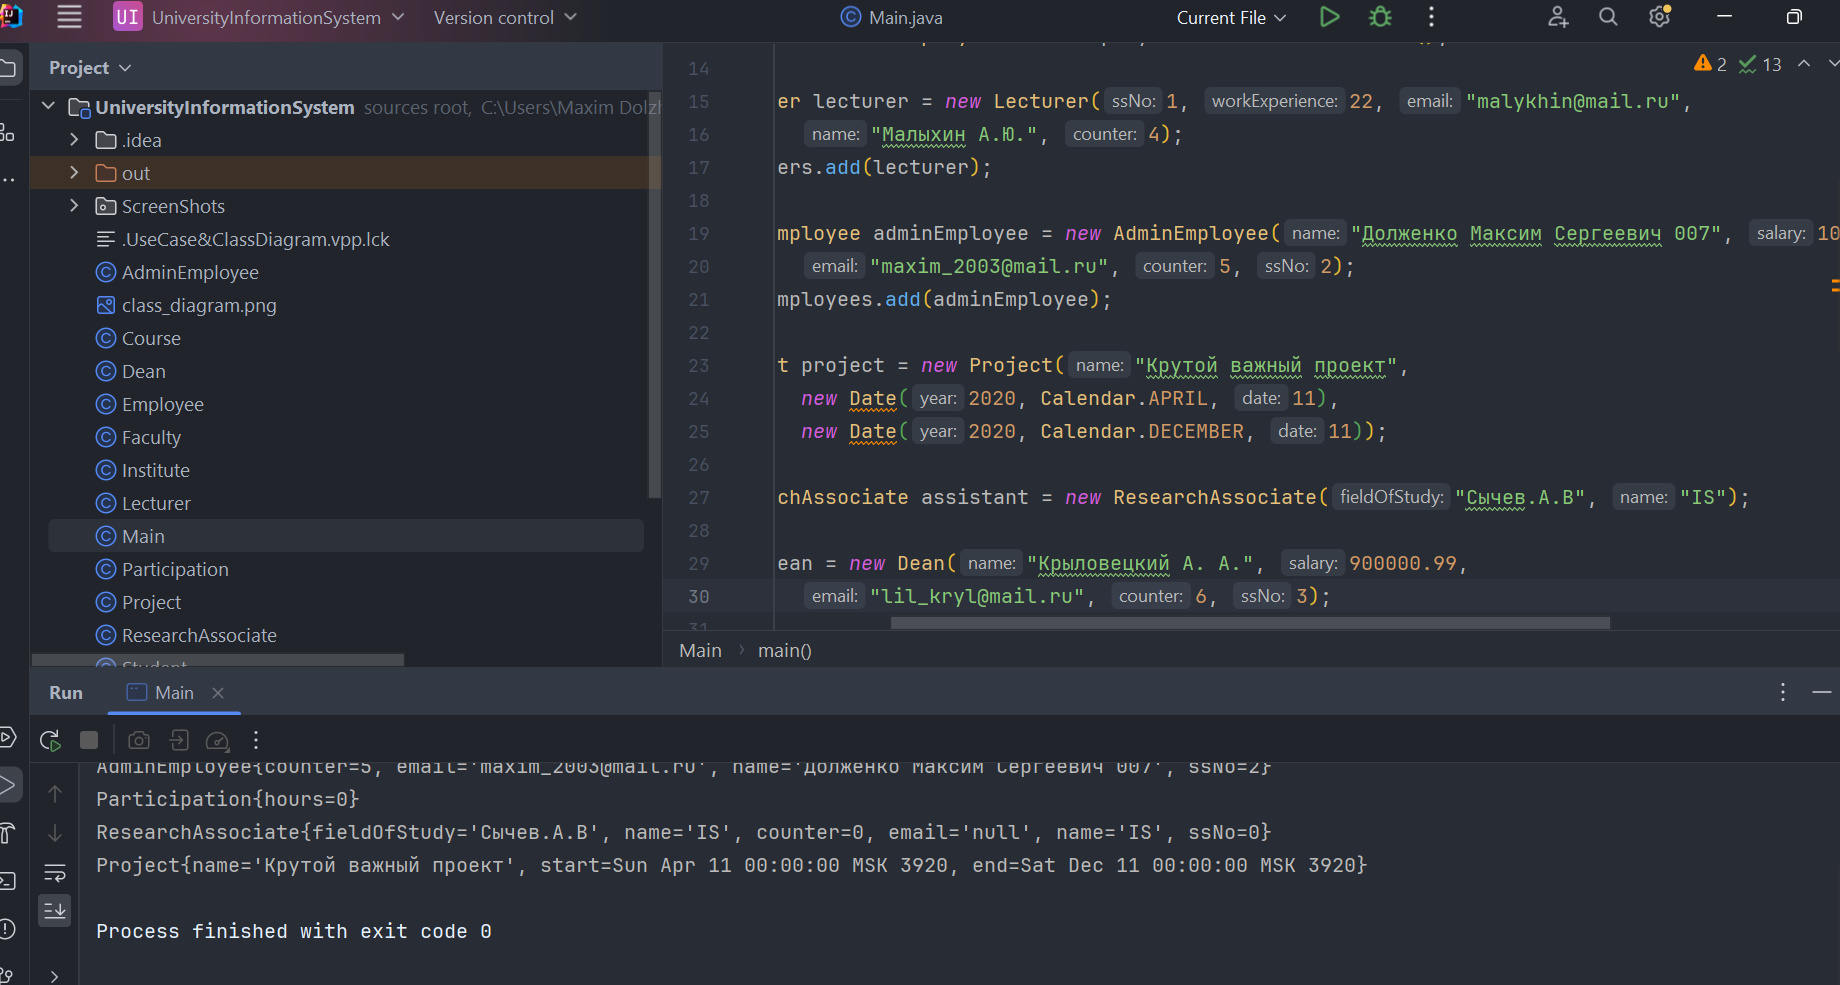 UI UniversityInformationSystem Version control Main.java Current File
Project
UniversityInformationSystem sources root, C:\Users\Maxim Dolzh
.idea
out
ScreenShots
.UseCase&ClassDiagram.vpp.lck
AdminEmployee
class_diagram.png
Course
Dean
Employee
Faculty
Institute
Lecturer
Main
Participation
Project
ResearchAssociate
Student
2 13
14
15 er lecturer = new Lecturer( ssNo: 1, workExperience: 22, email: "malykhin@mail.ru",
16 name: "Малыхин А.Ю.", counter: 4);
17 ers.add(lecturer);
18
19 mployee adminEmployee = new AdminEmployee( name: "Долженко Максим Сергеевич 007", salary: 10
20 email: "maxim_2003@mail.ru", counter: 5, ssNo: 2);
21 mployees.add(adminEmployee);
22
23 t project = new Project( name: "Крутой важный проект",
24 new Date( year: 2020, Calendar.APRIL, date: 11),
25 new Date( year: 2020, Calendar.DECEMBER, date: 11));
26
27 chAssociate assistant = new ResearchAssociate( fieldOfStudy: "Сычев.А.В", name: "IS");
28
29 ean = new Dean( name: "Крыловецкий А. А.", salary: 900000.99,
30 email: "lil_kryl@mail.ru", counter: 6, ssNo: 3);
31
Main main()
Run Main
AdminEmployee{counter=5, email='maxim_2003@mail.ru', name='Долженко Максим Сергеевич 007', ssNo=2}
Participation{hours=0}
ResearchAssociate{fieldOfStudy='Сычев.А.В', name='IS', counter=0, email='null', name='IS', ssNo=0}
Project{name='Крутой важный проект', start=Sun Apr 11 00:00:00 MSK 3920, end=Sat Dec 11 00:00:00 MSK 3920}
Process finished with exit code 0